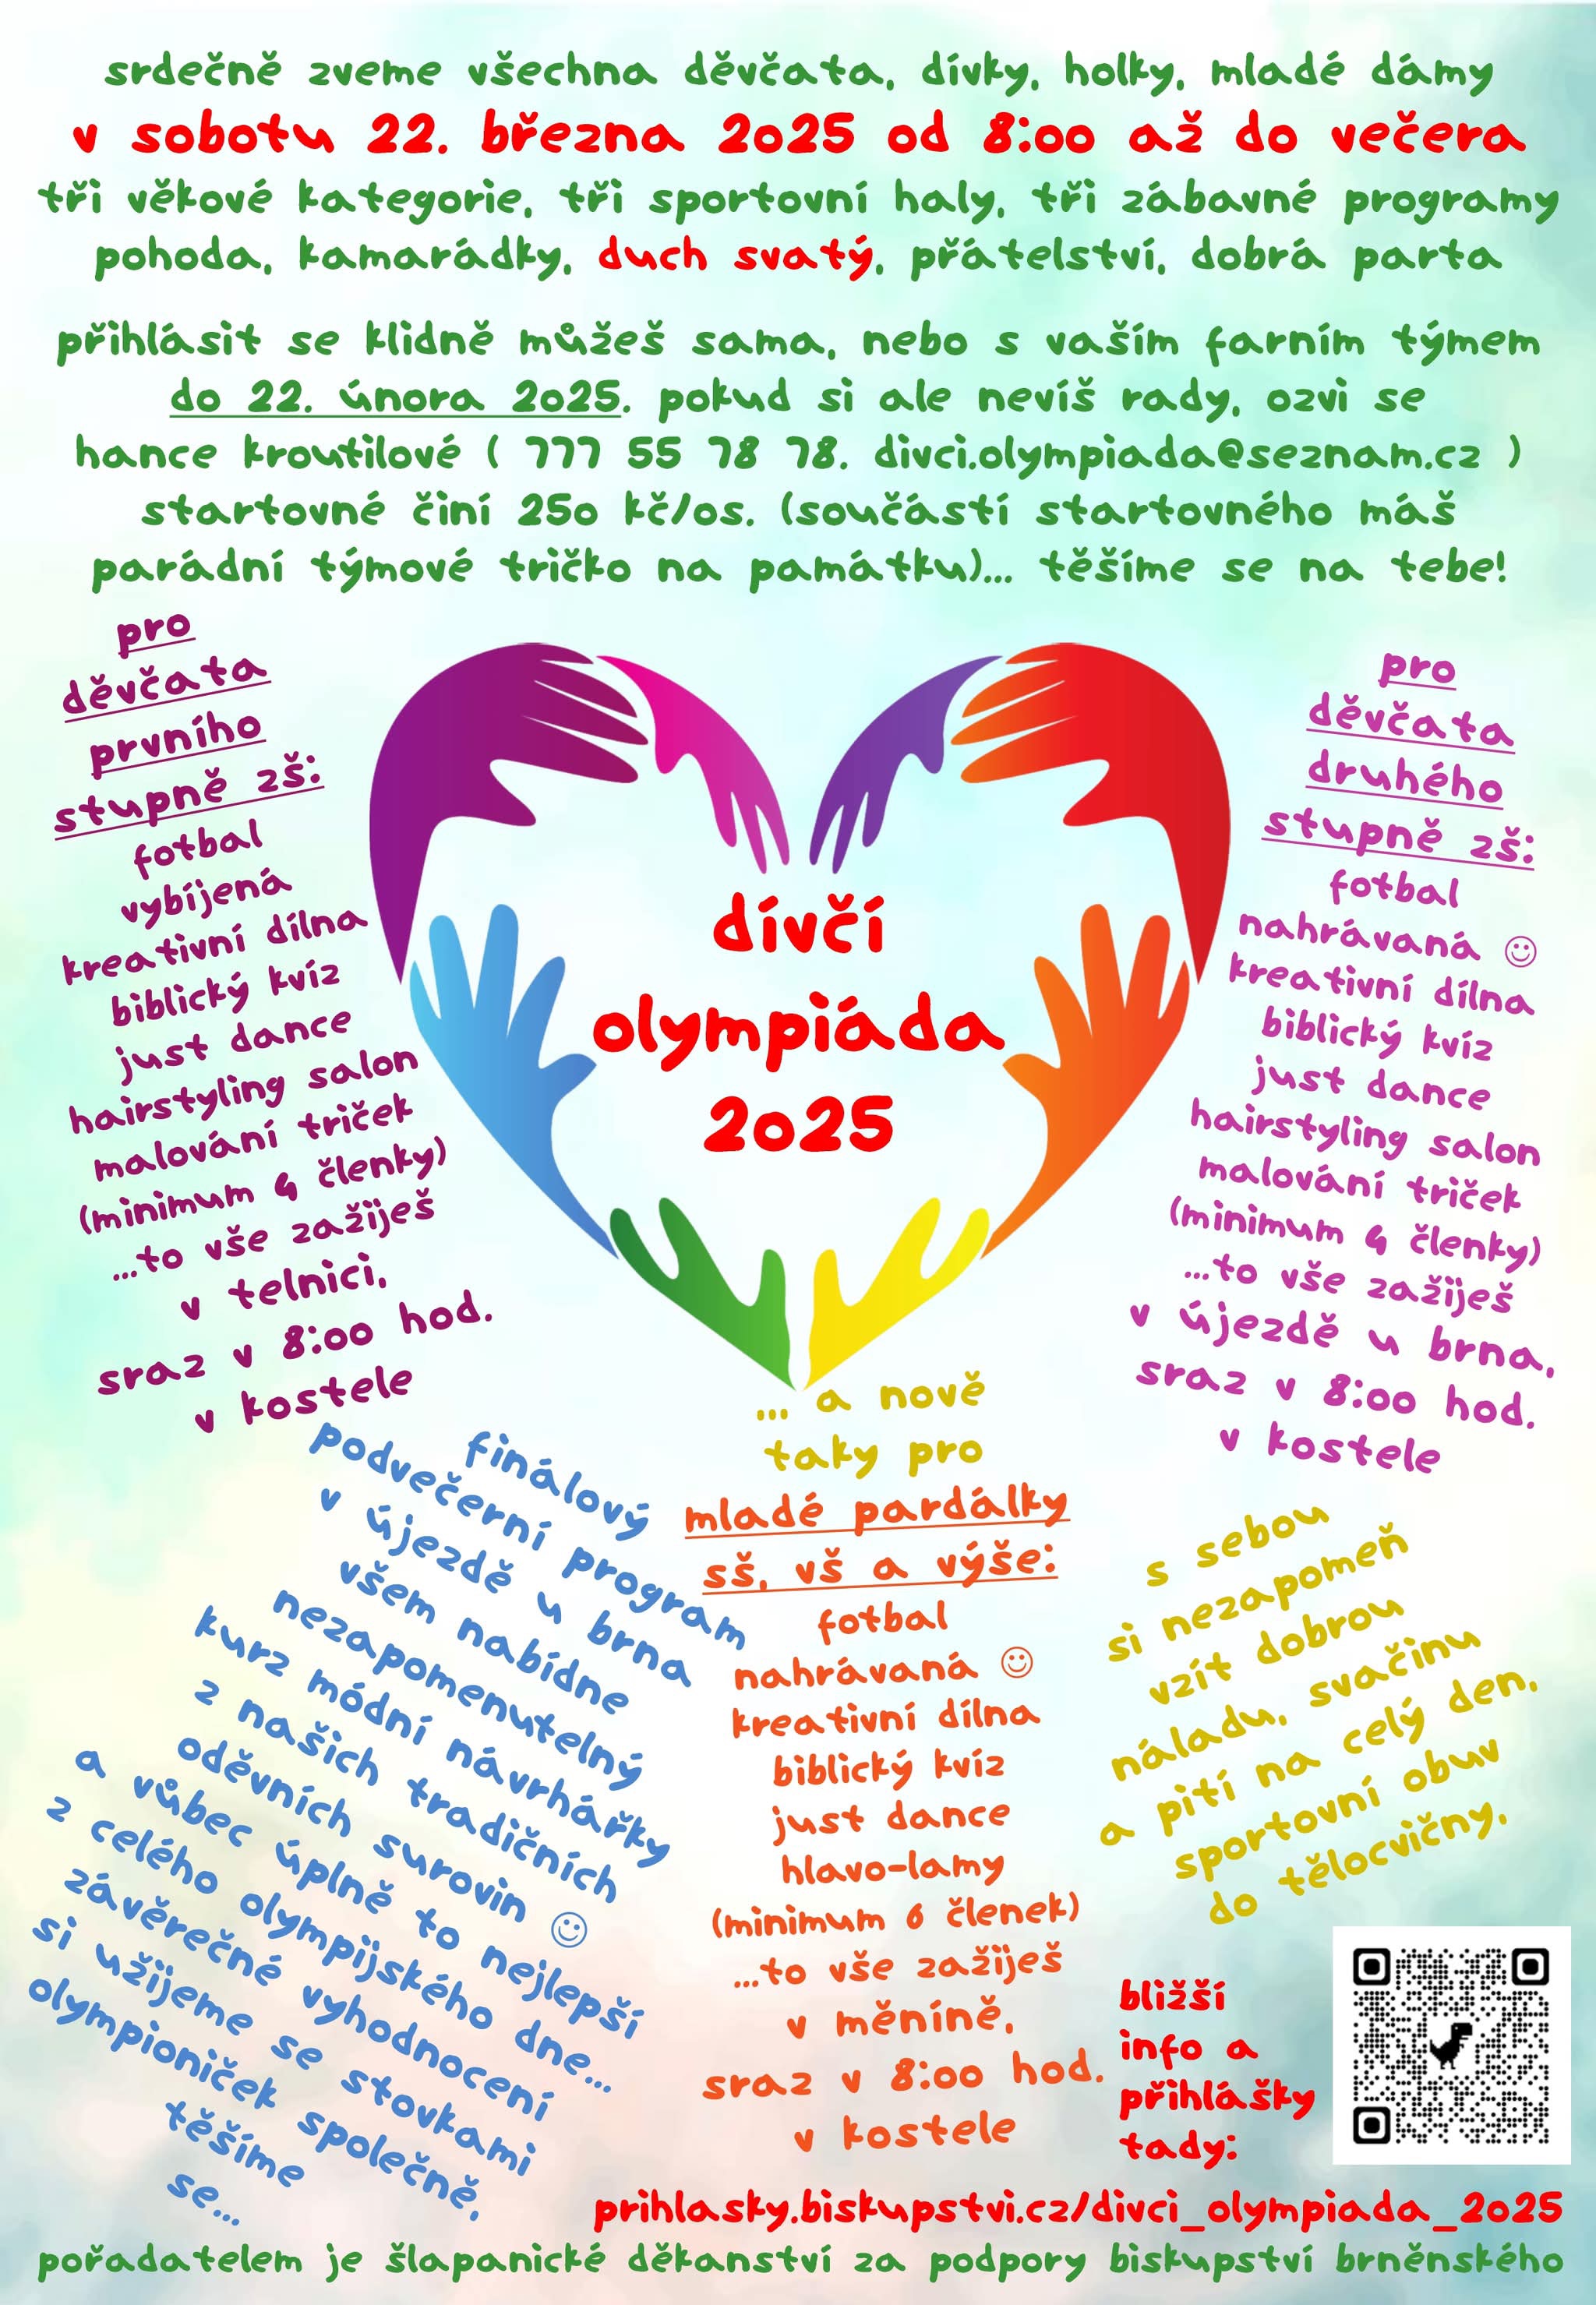 srdečně zveme všechna děvčata, dívky, holky, mladé dámy
v sobotu 22. března 2025 od 8:00 až do večera
tři věkové kategorie, tři sportovní haly, tři zábavné programy
pohoda, kamarádky, duch svatý, přátelství, dobrá parta
přihlásit se klidně můžeš sama, nebo s vaším farním týmem
do 22. února 2025. pokud si ale nevíš rady, ozvi se
hance kroutilové ( 777 55 78 78. divci.olympiada@seznam.cz )
startovné činí 250 kč/os. (součástí startovného máš
parádní týmové tričko na památku)... těšíme se na tebe!
pro
děvčata
prvního
stupně zš:
fotbal
vybíjená
kreativní dílna
biblický kvíz
just dance
hairstyling salon
malování triček
(minimum 4 členky)
...to vše zažiješ
v telnici,
sraz v 8:00 hod.
v kostele
dívčí
olympiáda
2025
pro
děvčata
druhého
stupně zš:
fotbal
nahrávaná ☺
kreativní dílna
biblický kvíz
just dance
hairstyling salon
malování triček
(minimum 4 členky)
...to vše zažiješ
v újezdě u brna,
sraz v 8:00 hod.
v kostele
finálový
podvečerní program
v újezdě u brna
všem nabídne
nezapomenutelný
kurz módní návrhářky
z našich tradičních
oděvních surovin ☺
a vůbec úplně to nejlepší
z celého olympijského dne...
závěrečné vyhodnocení
si užijeme se stovkami
olympioniček společně,
těšíme
se...
... a nově
taky pro
mladé pardálky
sš, vš a výše:
fotbal
nahrávaná ☺
kreativní dílna
biblický kvíz
just dance
hlavo-lamy
(minimum 6 členek)
...to vše zažiješ
v měníně,
sraz v 8:00 hod.
v kostele
s sebou
si nezapomeň
vzít dobrou
náladu, svačinu
a pití na celý den,
sportovní obuv
do tělocvičny,
bližší
info a
přihlášky
tady:
prihlasky.biskupstvi.cz/divci_olympiada_2025
pořadatelem je šlapanické děkanství za podpory biskupství brněnského